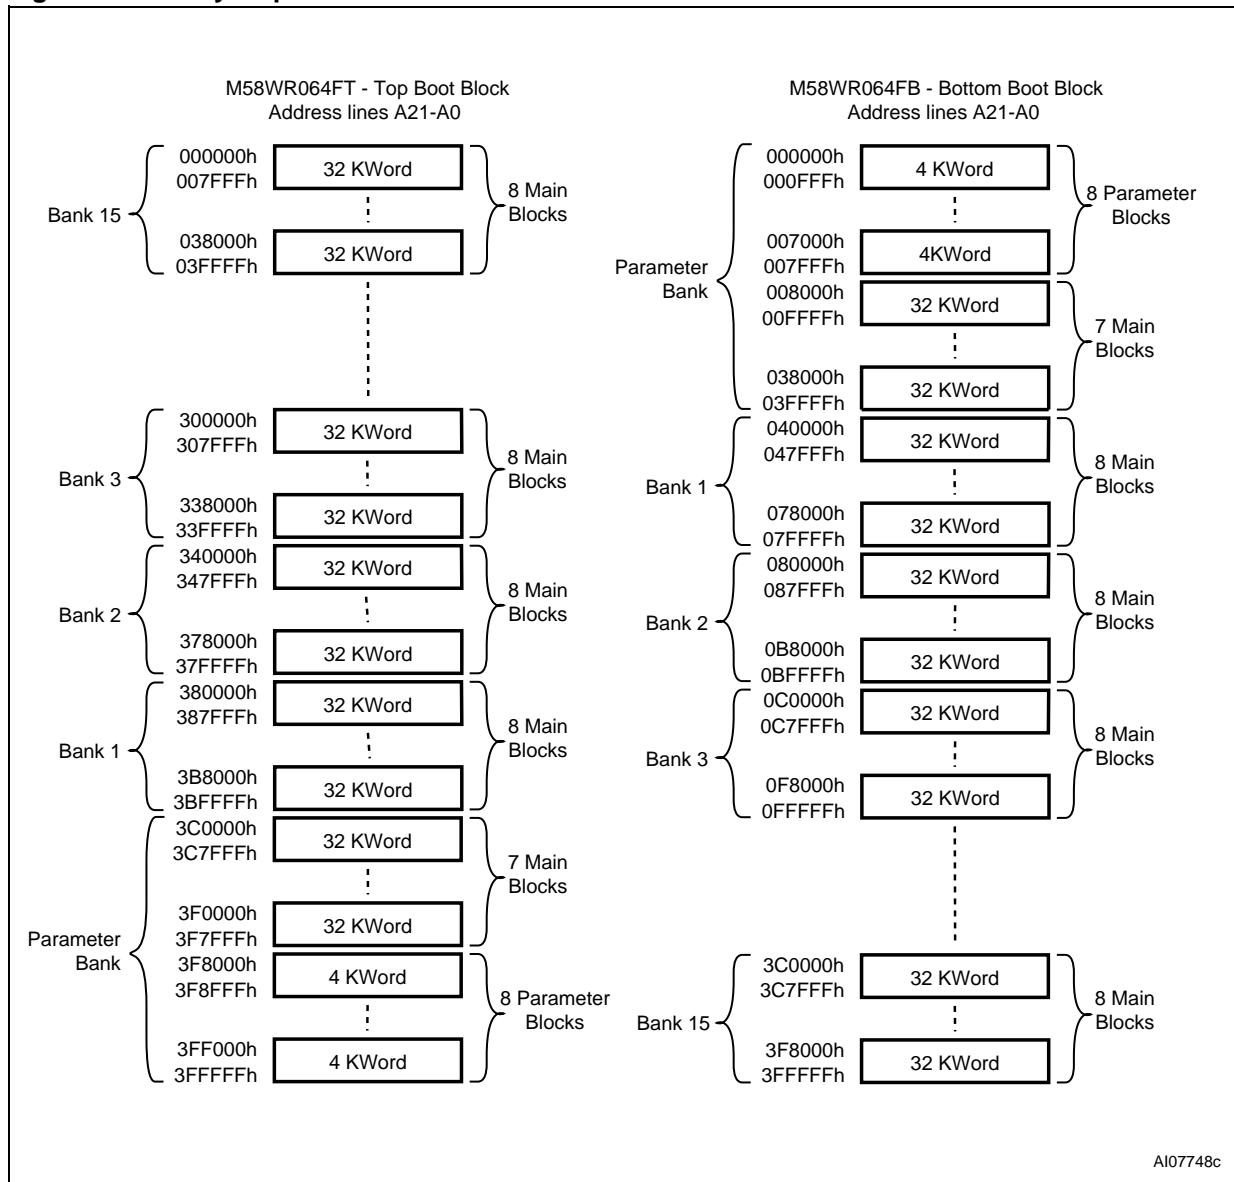 M58WR064FT - Top Boot Block
Address lines A21-A0
Bank 15
000000h
007FFFh
32 KWord
038000h
03FFFFh
32 KWord
8 Main
Blocks
Bank 3
300000h
307FFFh
32 KWord
338000h
33FFFFh
32 KWord
8 Main
Blocks
Bank 2
340000h
347FFFh
32 KWord
378000h
37FFFFh
32 KWord
8 Main
Blocks
Bank 1
380000h
387FFFh
32 KWord
3B8000h
3BFFFFh
32 KWord
8 Main
Blocks
Parameter
Bank
3C0000h
3C7FFFh
32 KWord
3F0000h
3F7FFFh
32 KWord
7 Main
Blocks
3F8000h
3F8FFFh
4 KWord
3FF000h
3FFFFFh
4 KWord
8 Parameter
Blocks
M58WR064FB - Bottom Boot Block
Address lines A21-A0
Parameter
Bank
000000h
000FFFh
4 KWord
007000h
007FFFh
4KWord
8 Parameter
Blocks
008000h
00FFFFh
32 KWord
038000h
03FFFFh
32 KWord
7 Main
Blocks
Bank 1
040000h
047FFFh
32 KWord
078000h
07FFFFh
32 KWord
8 Main
Blocks
Bank 2
080000h
087FFFh
32 KWord
0B8000h
0BFFFFh
32 KWord
8 Main
Blocks
Bank 3
0C0000h
0C7FFFh
32 KWord
0F8000h
0FFFFFh
32 KWord
8 Main
Blocks
Bank 15
3C0000h
3C7FFFh
32 KWord
3F8000h
3FFFFFh
32 KWord
8 Main
Blocks
AI07748c